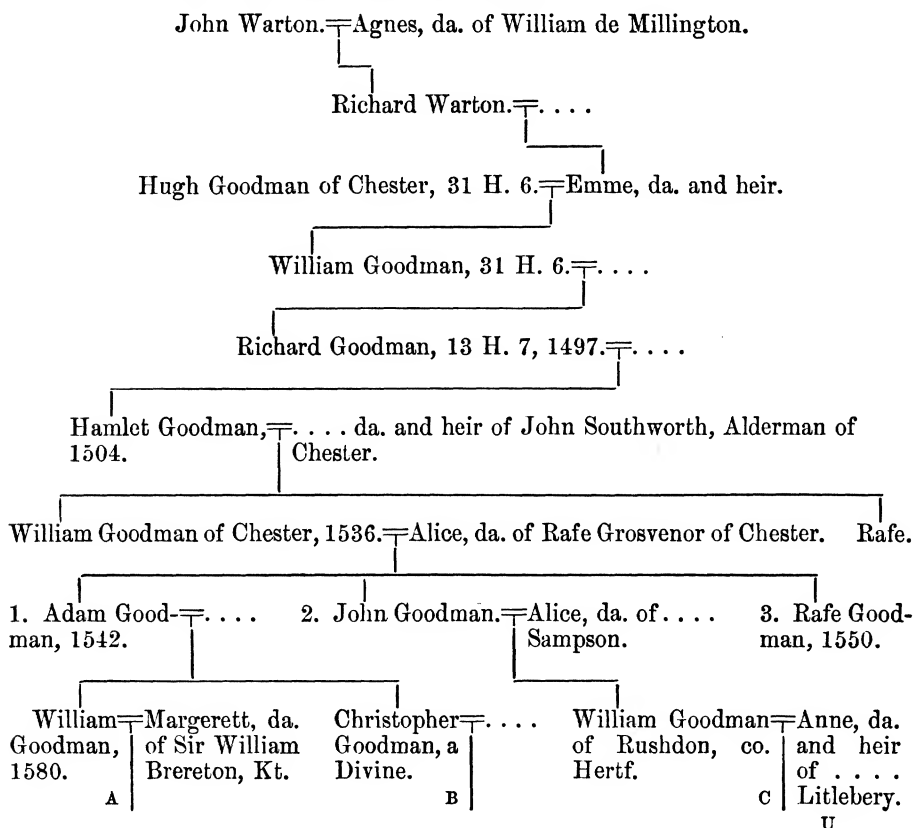 John Warton.=Agnes, da. of William de Millington.
Richard Warton.=. . . .
Hugh Goodman of Chester, 31 H. 6.=Emme, da. and heir.
William Goodman, 31 H. 6.=. . . .
Richard Goodman, 13 H. 7, 1497.=. . . .
Hamlet Goodman,=. . . . da. and heir of John Southworth, Alderman of
1504. Chester.
William Goodman of Chester, 1536.=Alice, da. of Rafe Grosvenor of Chester. Rafe.
1. Adam Good-=. . . . 2. John Goodman.=Alice, da. of . . . . 3. Rafe Good-
man, 1542. Sampson. man, 1550.
William=Margerett, da. Christopher=. . . . William Goodman=Anne, da.
Goodman, of Sir William Goodman, a of Rushdon, co. and heir
1580. Brereton, Kt. Divine. Hertf. of . . . .
A B C Litlebery.
U